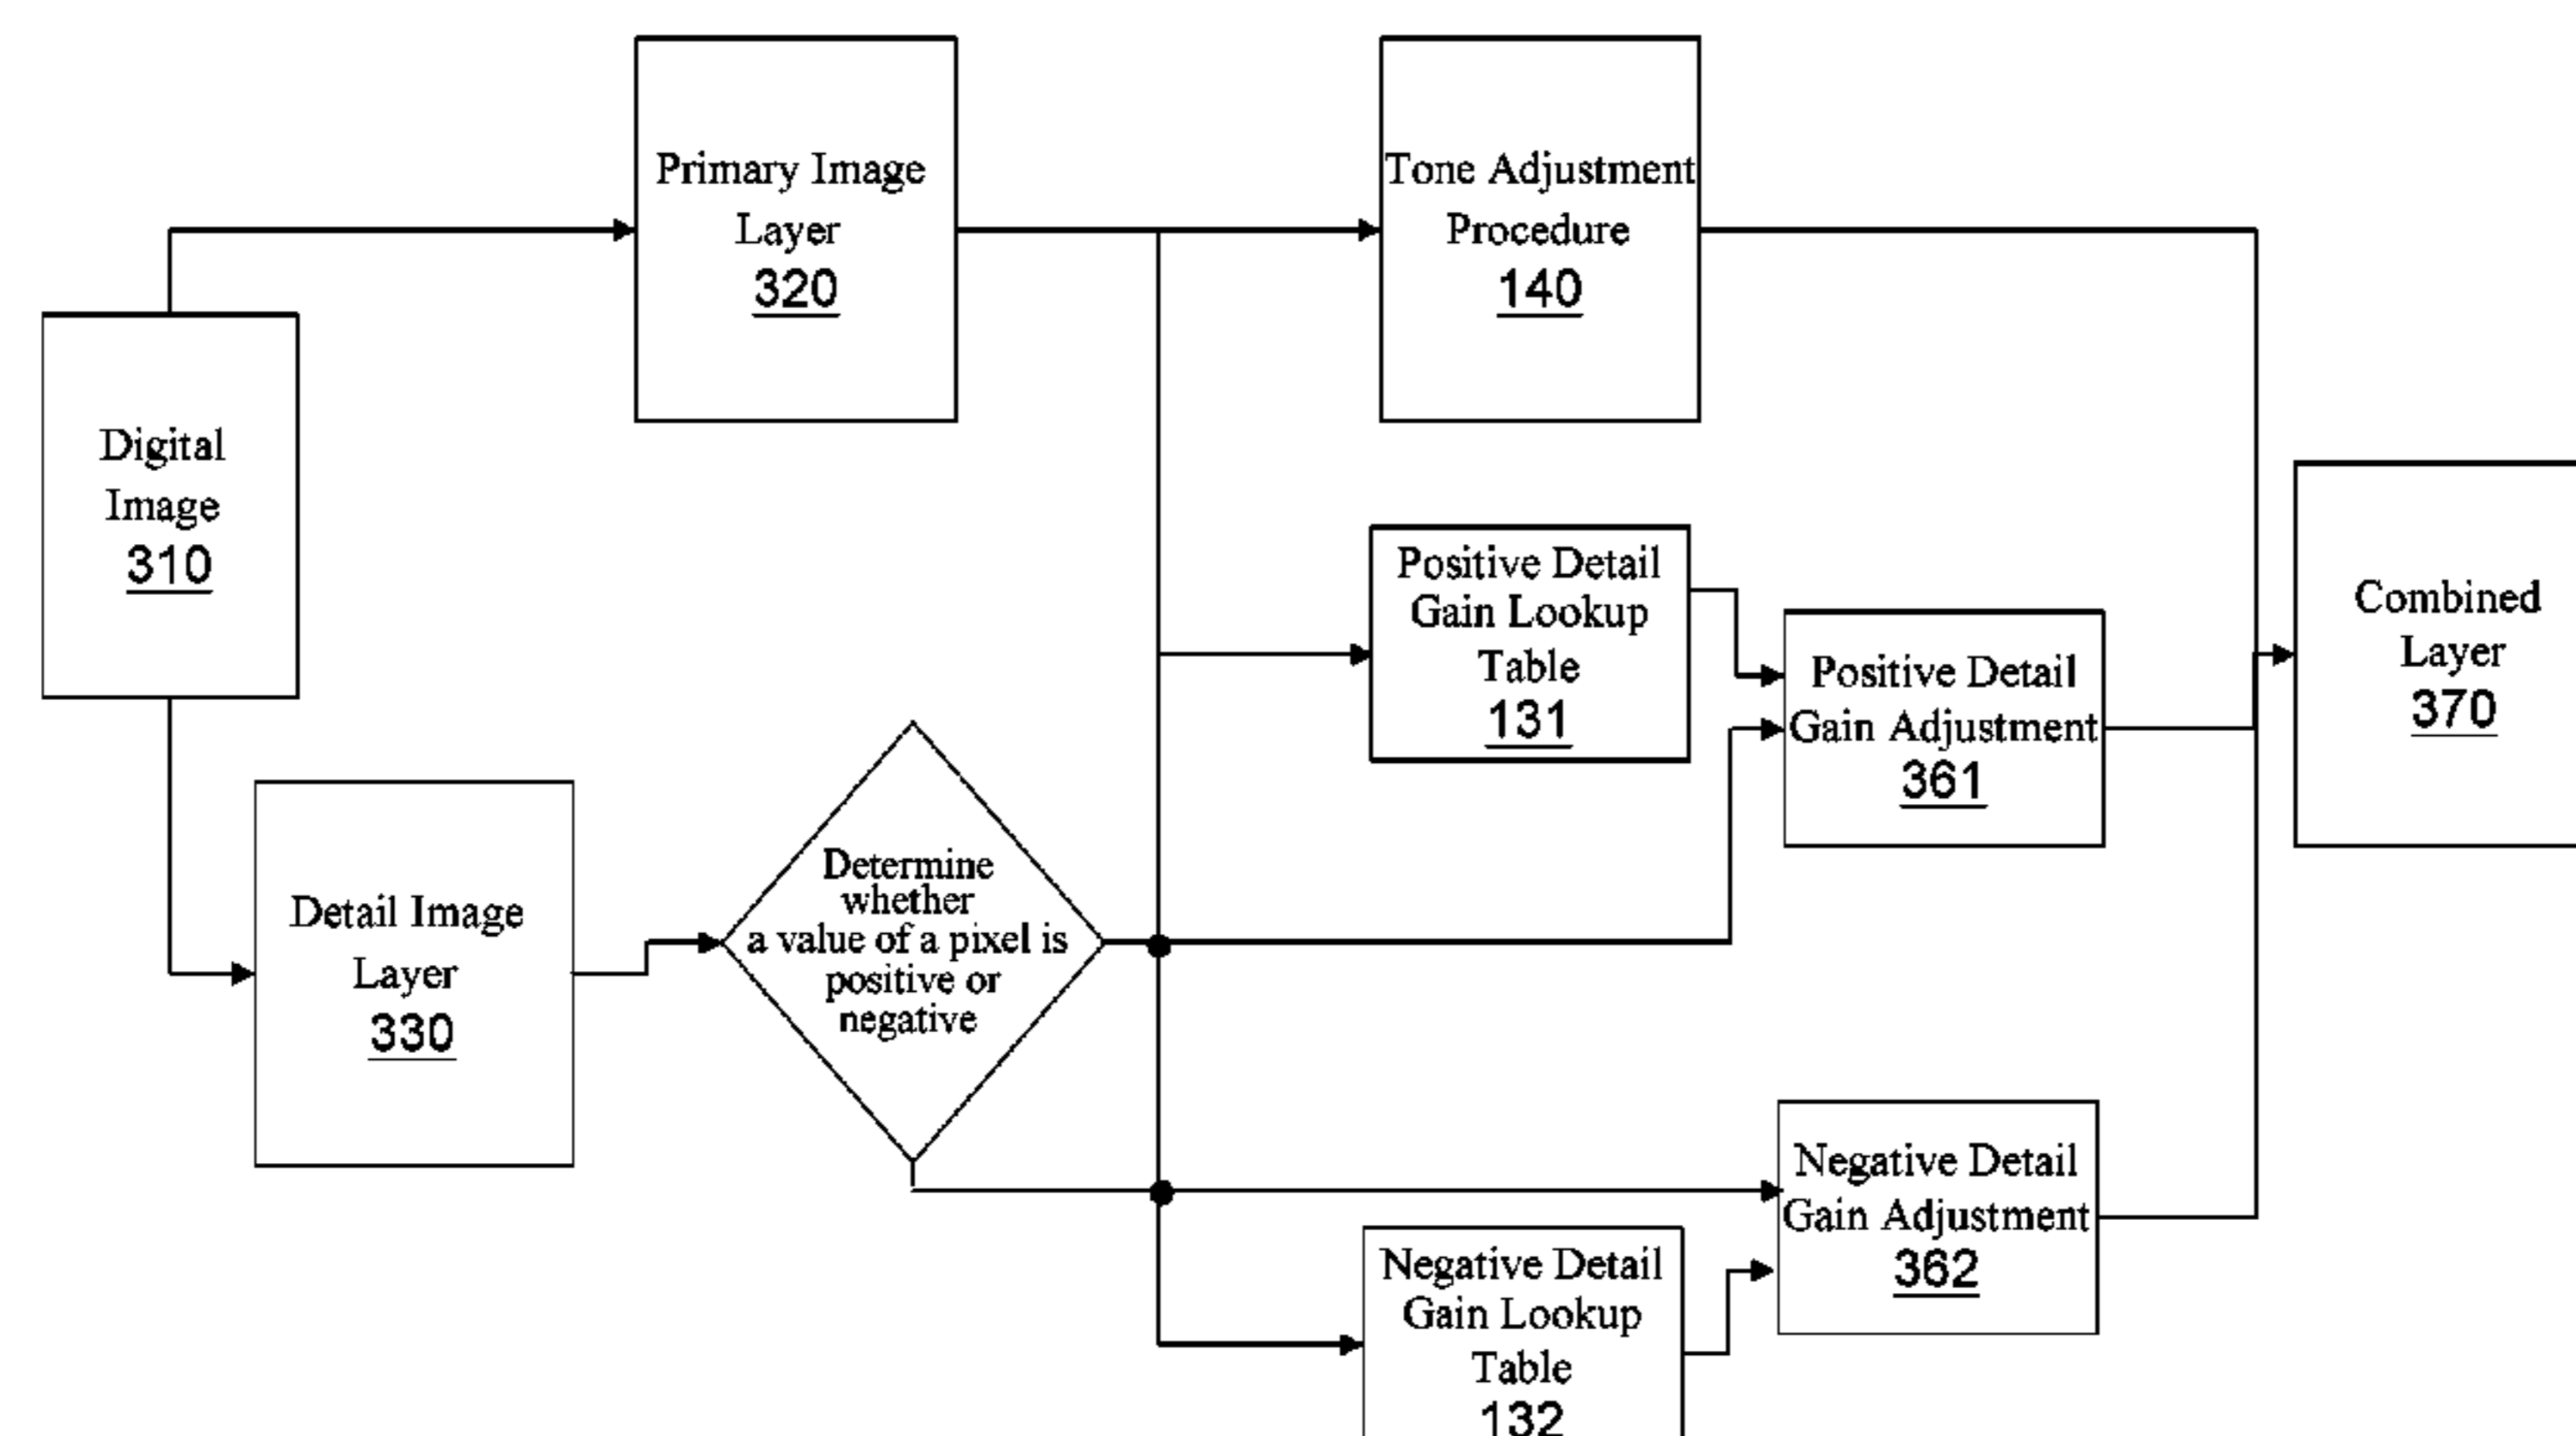 Primary Image
Layer
320
Tone Adjustment
Procedure
140
Digital
Image
310
Positive Detail
Gain Lookup
Table
131
Positive Detail
Gain Adjustment
361
Combined
Layer
370
Detail Image
Layer
330
Determine
whether
a value of a pixel is
positive or
negative
Negative Detail
Gain Adjustment
362
Negative Detail
Gain Lookup
Table
132